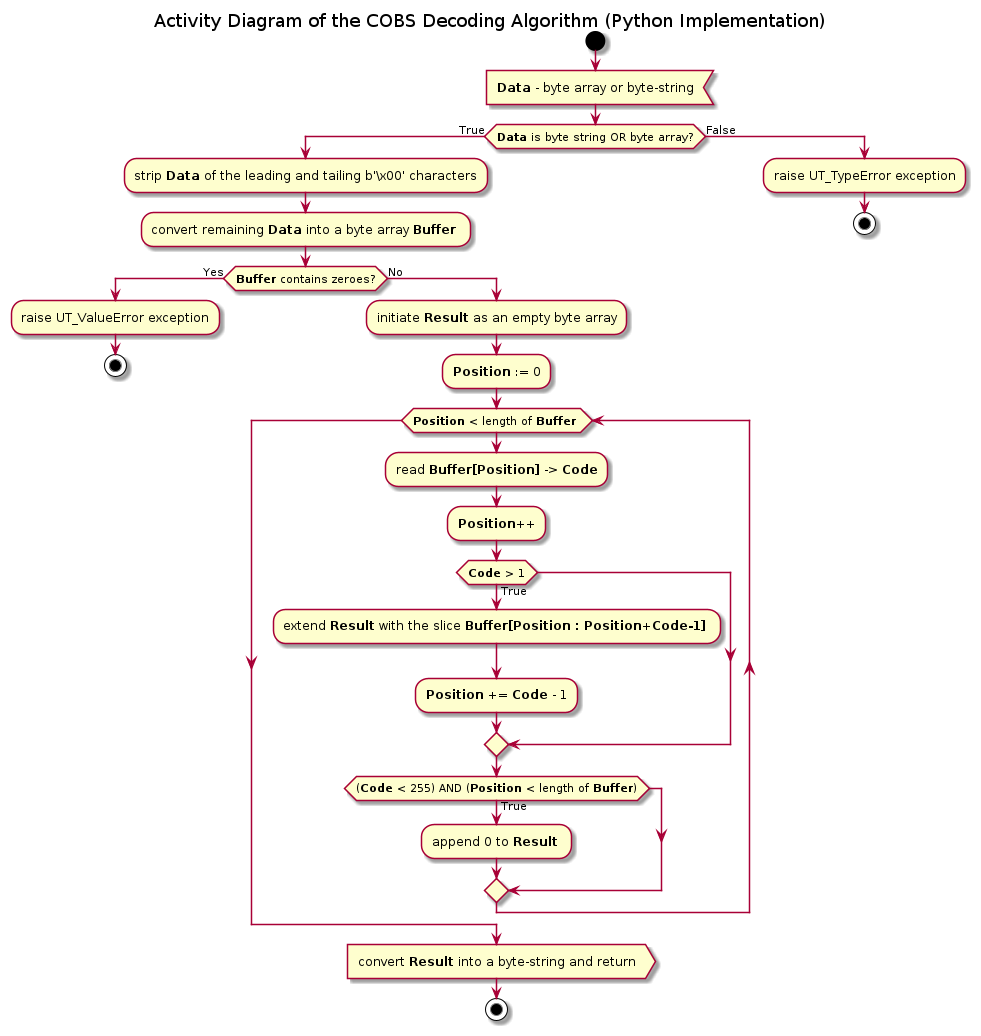 Activity Diagram of the COBS Decoding Algorithm (Python Implementation)
Data - byte array or byte-string
True
Data is byte string OR byte array?
False
strip Data of the leading and tailing b'\x00' characters
raise UT_TypeError exception
convert remaining Data into a byte array Buffer
Yes
Buffer contains zeroes?
No
raise UT_ValueError exception
initiate Result as an empty byte array
Position := 0
Position < length of Buffer
read Buffer[Position] -> Code
Position++
Code > 1
True
extend Result with the slice Buffer[Position : Position+Code-1]
Position += Code - 1
(Code < 255) AND (Position < length of Buffer)
True
append 0 to Result
convert Result into a byte-string and return